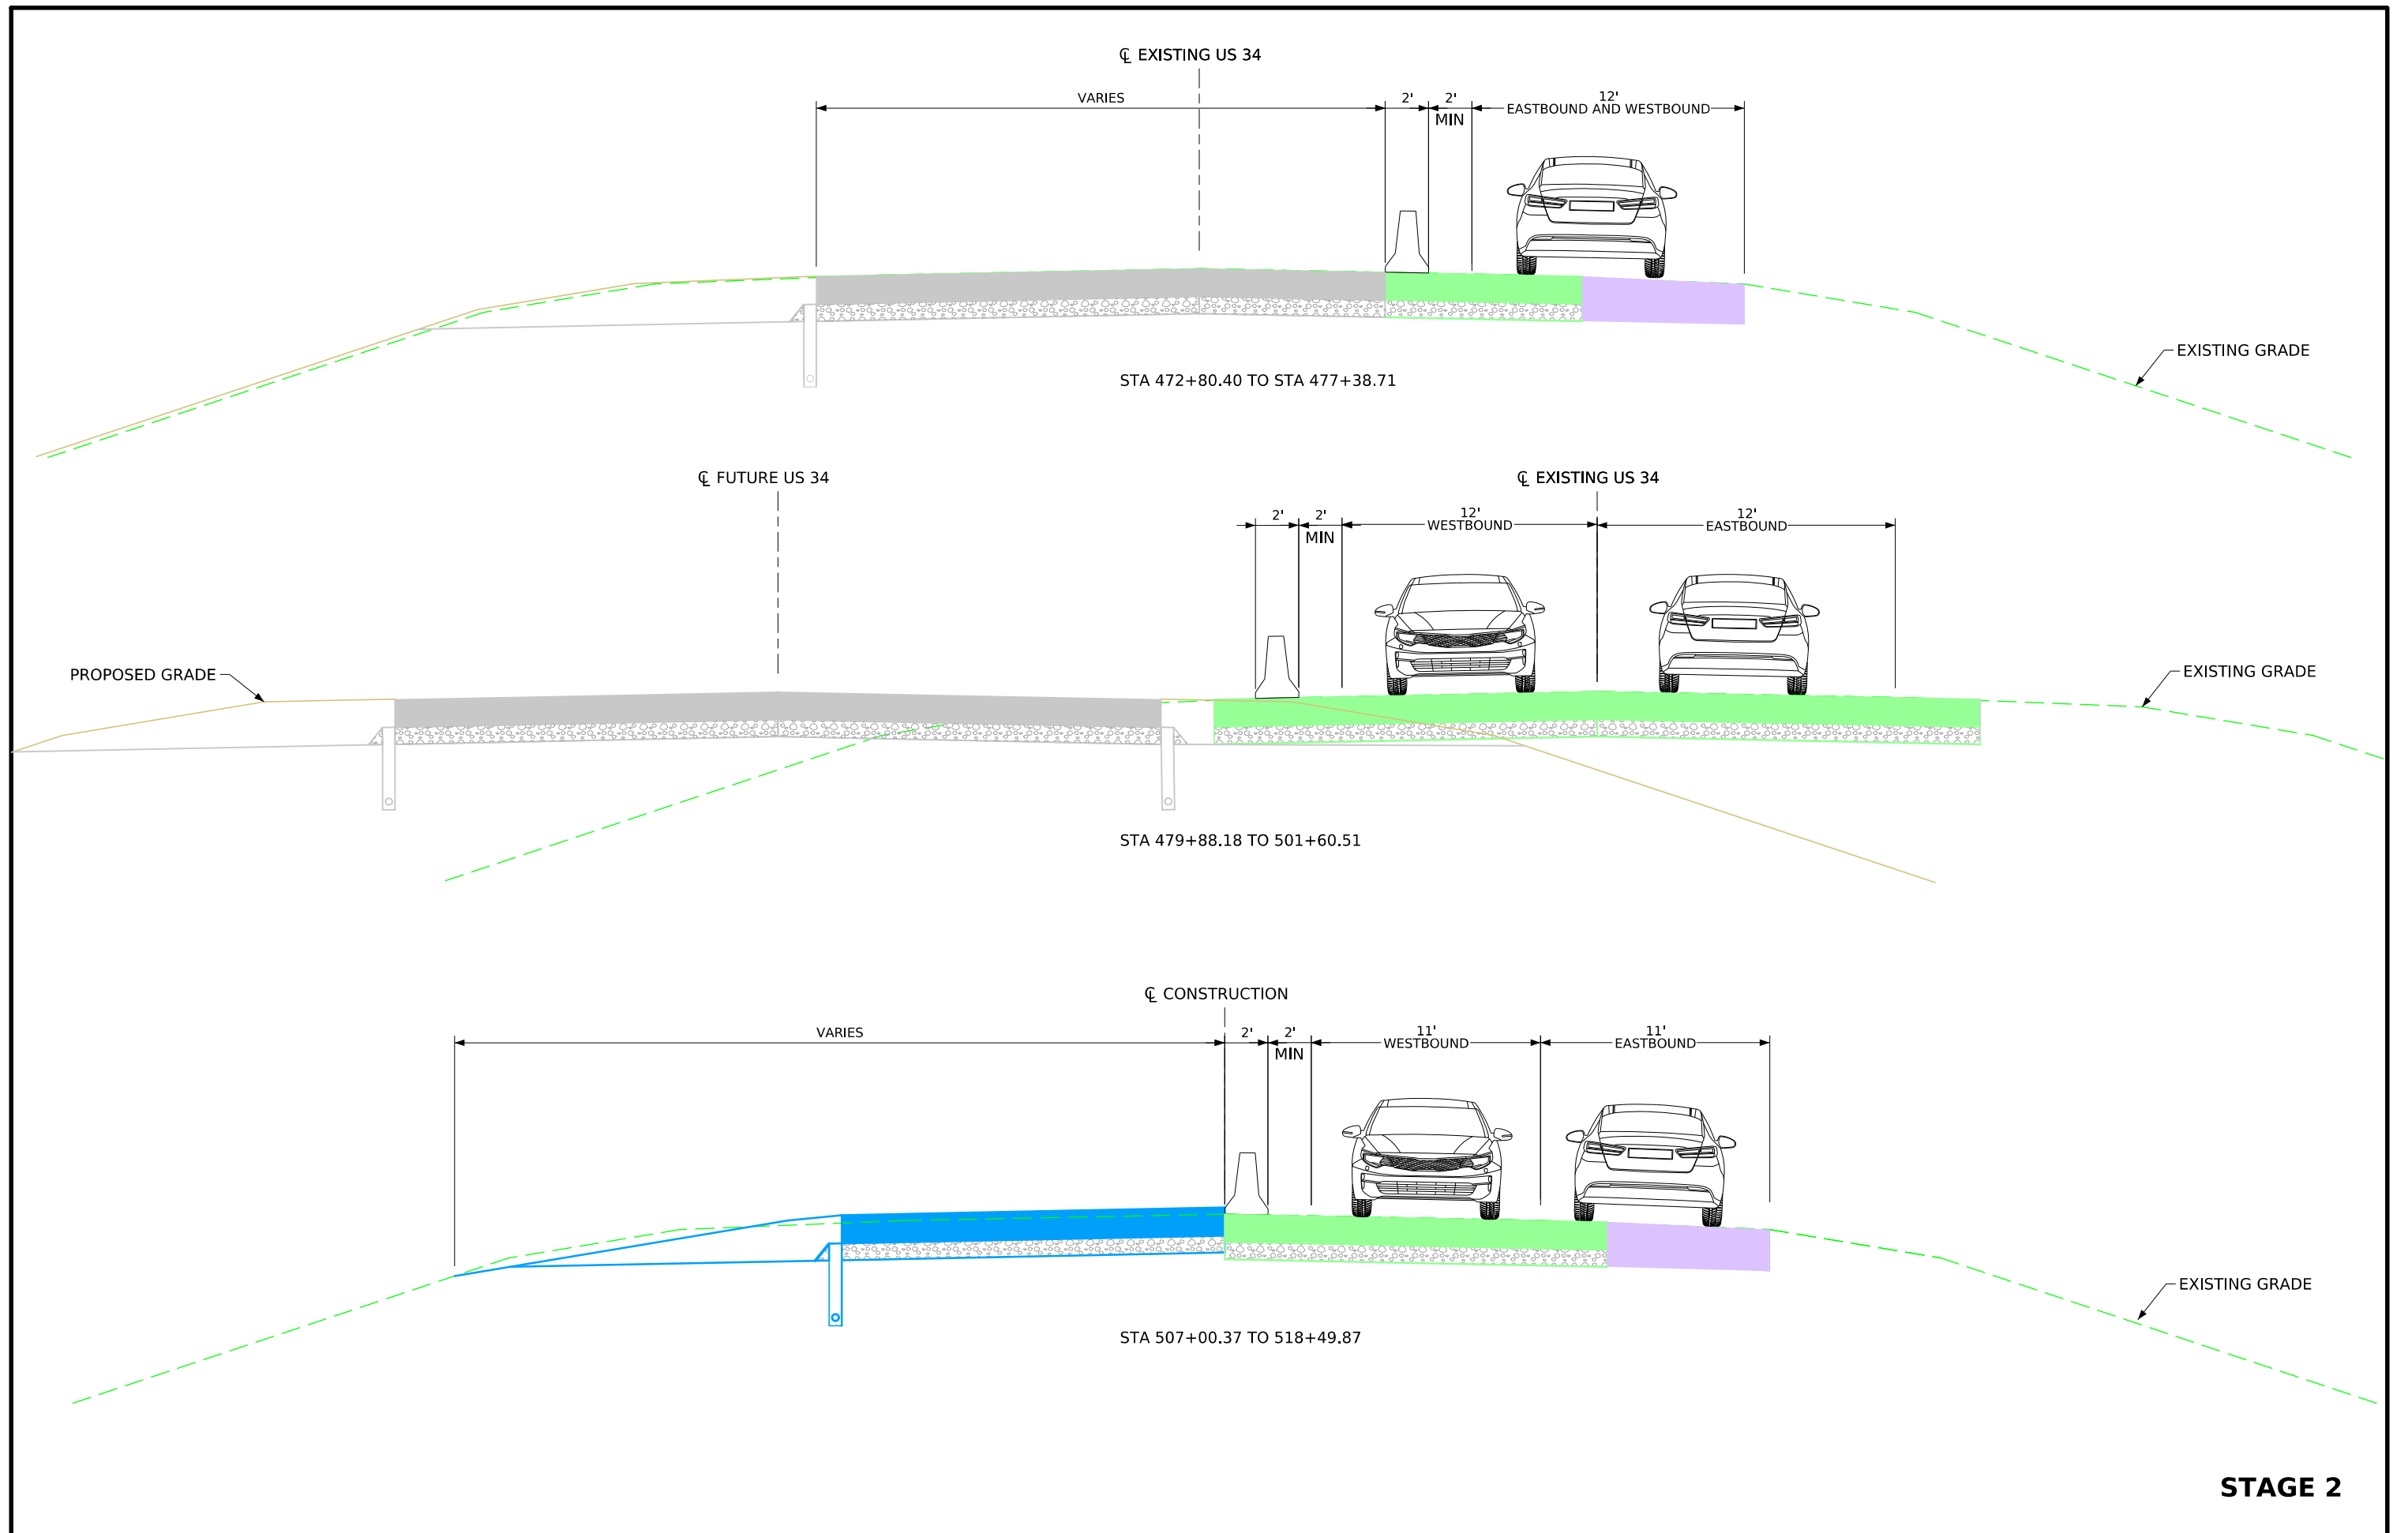 ℄ EXISTING US 34
VARIES
2'
2'
MIN
12'
EASTBOUND AND WESTBOUND
EXISTING GRADE
STA 472+80.40 TO STA 477+38.71
℄ FUTURE US 34
℄ EXISTING US 34
2'
2'
MIN
12'
WESTBOUND
12'
EASTBOUND
PROPOSED GRADE
EXISTING GRADE
STA 479+88.18 TO 501+60.51
℄ CONSTRUCTION
VARIES
2'
2'
MIN
11'
WESTBOUND
11'
EASTBOUND
EXISTING GRADE
STA 507+00.37 TO 518+49.87
STAGE 2